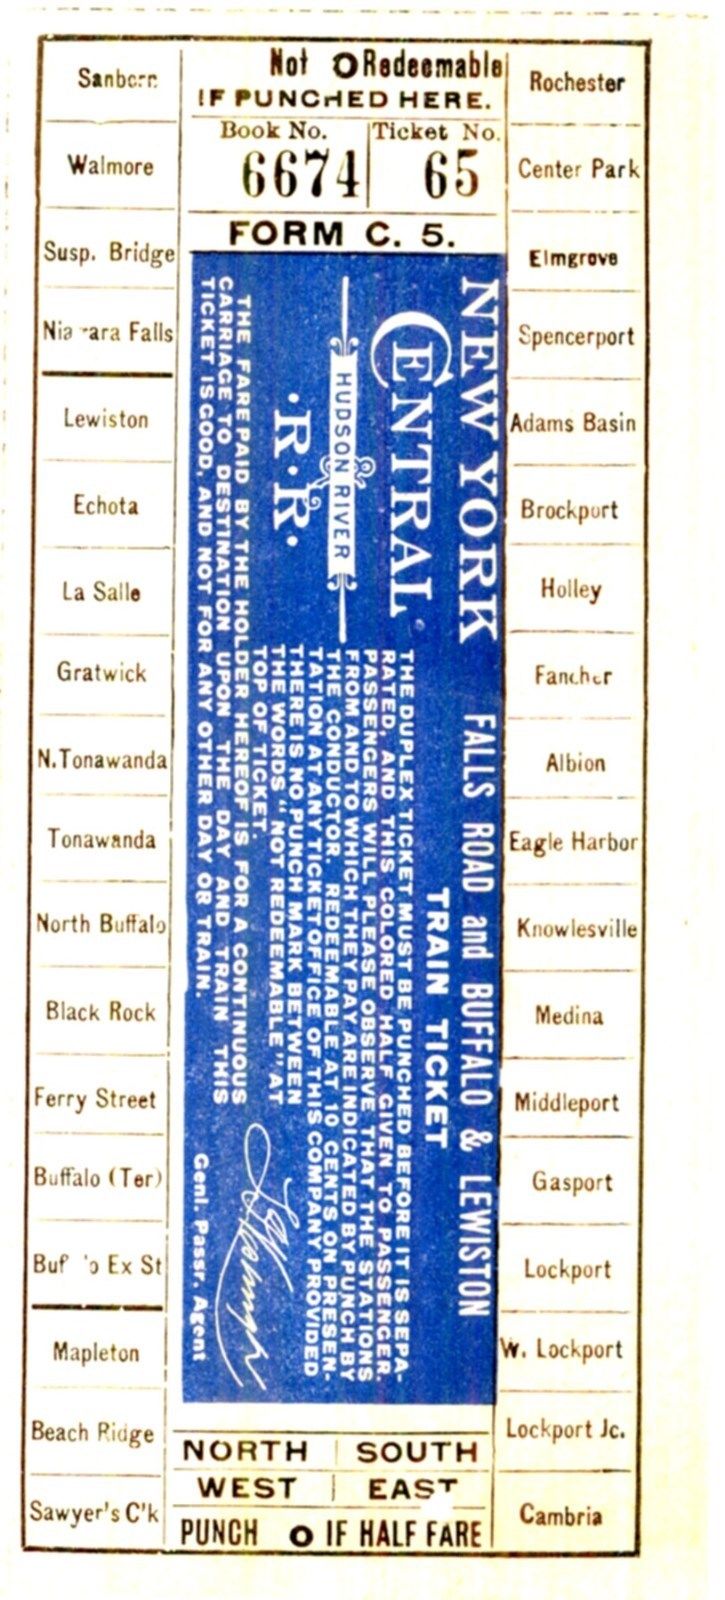 Not O Redeemable
IF PUNCHED HERE.
Book No. Ticket No.
6674 65
FORM C. 5.
Sanborn
Walmore
Susp. Bridge
Niagara Falls
Lewiston
Echota
La Salle
Gratwick
N. Tonawanda
Tonawanda
North Buffalo
Black Rock
Ferry Street
Buffalo (Ter)
Buffalo Ex St
Mapleton
Beach Ridge
Sawyer's C'k
NEW YORK
CENTRAL
HUDSON RIVER
• R. R. •
FALLS ROAD and BUFFALO & LEWISTON
TRAIN TICKET
THE DUPLEX TICKET MUST BE PUNCHED BEFORE IT IS SEPA-
RATED, AND THIS COLORED HALF GIVEN TO PASSENGER.
PASSENGERS WILL PLEASE OBSERVE THAT THE STATIONS
FROM AND TO WHICH THEY PAY ARE INDICATED BY PUNCH BY
THE CONDUCTOR. REDEEMABLE AT 10 CENTS ON PRESEN-
TATION AT ANY TICKET OFFICE OF THIS COMPANY PROVIDED
THERE IS NO PUNCH MARK BETWEEN
THE WORDS "NOT REDEEMABLE" AT
TOP OF TICKET.
THE FARE PAID BY THE HOLDER HEREOF IS FOR A CONTINUOUS
CARRIAGE TO DESTINATION UPON THE DAY AND TRAIN THIS
TICKET IS GOOD, AND NOT FOR ANY OTHER DAY OR TRAIN.
Genl. Passr. Agent
Rochester
Center Park
Elmgrove
Spencerport
Adams Basin
Brockport
Holley
Fancher
Albion
Eagle Harbor
Knowlesville
Medina
Middleport
Gasport
Lockport
W. Lockport
Lockport Jc.
Cambria
NORTH SOUTH
WEST EAST
PUNCH O IF HALF FARE